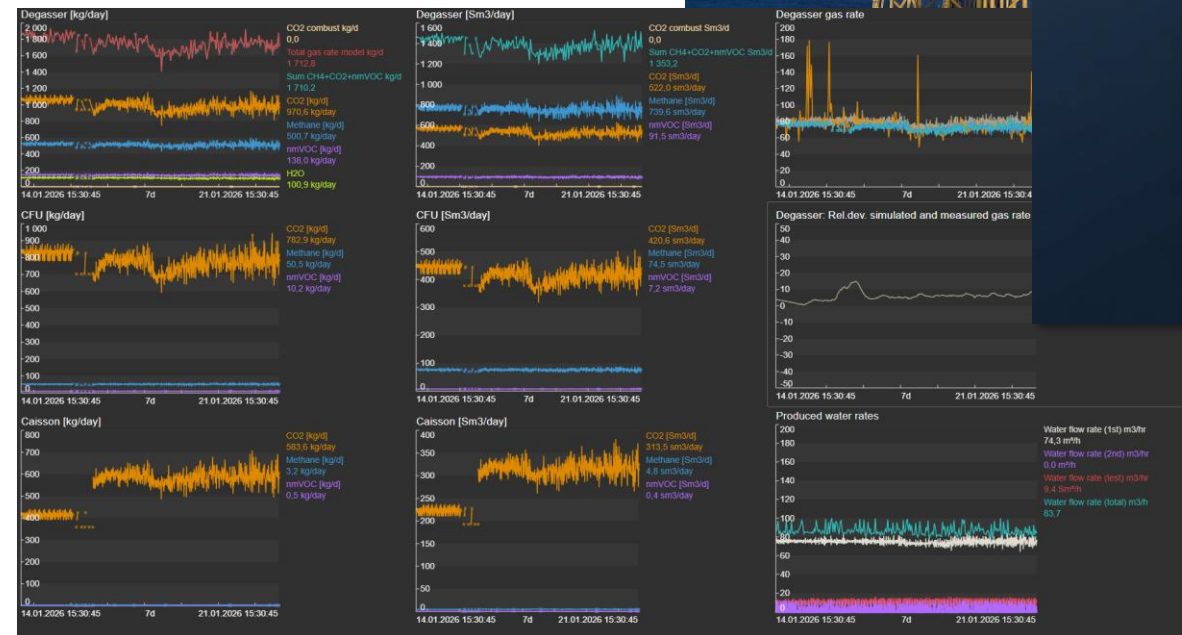 Degasser [kg/day]
2 000
1 800
1 600
1 400
1 200
1 000
800
600
400
200
0
14.01.2026 15:30:45 7d 21.01.2026 15:30:45
CO2 combust kg/d
0,0
Total gas rate model kg/d
1 712,8
Sum CH4+CO2+nmVOC kg/d
1 710,2
CO2 [kg/d]
970,6 kg/day
Methane [kg/d]
500,7 kg/day
nmVOC [kg/d]
138,0 kg/day
H2O
100,9 kg/day
Degasser [Sm3/day]
1 600
1 400
1 200
1 000
800
600
400
200
0
14.01.2026 15:30:45 7d 21.01.2026 15:30:45
CO2 combust Sm3/d
0,0
Sum CH4+CO2+nmVOC Sm3/d
1 353,2
CO2 [Sm3/d]
522,0 sm3/day
Methane [Sm3/d]
739,6 sm3/day
nmVOC [Sm3/d]
91,5 sm3/day
Degasser gas rate
200
180
160
140
120
100
80
60
40
20
0
14.01.2026 15:30:45 7d 21.01.2026 15:30:4
CFU [kg/day]
1 000
900
800
700
600
500
400
300
200
100
0
14.01.2026 15:30:45 7d 21.01.2026 15:30:45
CO2 [kg/d]
782,9 kg/day
Methane [kg/d]
50,5 kg/day
nmVOC [kg/d]
10,2 kg/day
CFU [Sm3/day]
600
500
400
300
200
100
0
14.01.2026 15:30:45 7d 21.01.2026 15:30:45
CO2 [Sm3/d]
420,6 sm3/day
Methane [Sm3/d]
74,5 sm3/day
nmVOC [Sm3/d]
7,2 sm3/day
Degasser: Rel.dev. simulated and measured gas rate
50
40
30
20
10
0
-10
-20
-30
-40
-50
14.01.2026 15:30:45 7d 21.01.2026 15:30:4
Caisson [kg/day]
800
700
600
500
400
300
200
100
0
14.01.2026 15:30:45 7d 21.01.2026 15:30:45
CO2 [kg/d]
583,6 kg/day
Methane [kg/d]
3,2 kg/day
nmVOC [kg/d]
0,5 kg/day
Caisson [Sm3/day]
400
350
300
250
200
150
100
50
0
14.01.2026 15:30:45 7d 21.01.2026 15:30:45
CO2 [Sm3/d]
313,5 sm3/day
Methane [Sm3/d]
4,8 sm3/day
nmVOC [Sm3/d]
0,4 sm3/day
Produced water rates
200
180
160
140
120
100
80
60
40
20
0
14.01.2026 15:30:45 7d 21.01.2026 15:30:45
Water flow rate (1st) m3/hr
74,3 m³/h
Water flow rate (2nd) m3/hr
0,0 m³/h
Water flow rate (test) m3/hr
9,4 Sm³/h
Water flow rate (total) m3/h
83,7